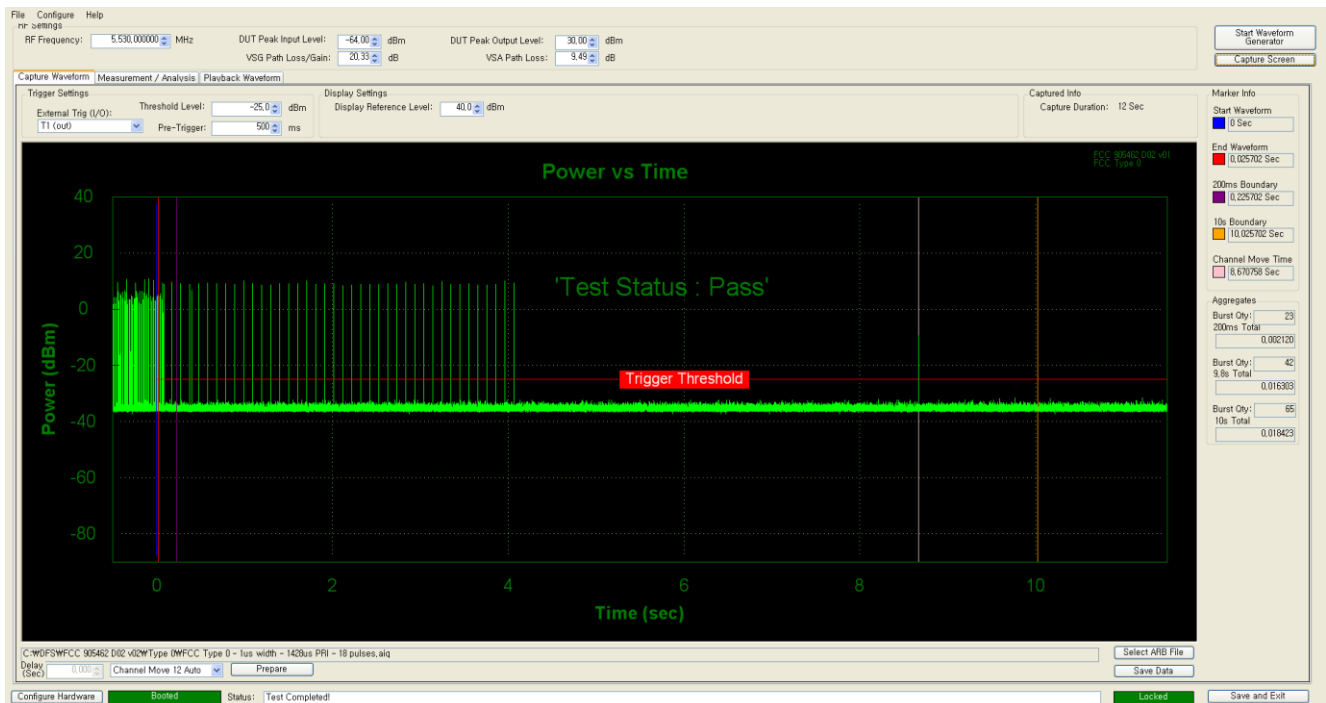 File Configure Help
RF Settings
RF Frequency: 5,530,000000 MHz DUT Peak Input Level: -64,00 dBm DUT Peak Output Level: 30,00 dBm
VSG Path Loss/Gain: 20,33 dB VSA Path Loss: 9,49 dB
Start Waveform Generator
Capture Screen
Capture Waveform Measurement / Analysis Playback Waveform
Trigger Settings
External Trig (I/O): Threshold Level: -25,0 dBm
T1 (out) Pre-Trigger: 500 ms
Display Settings
Display Reference Level: 40,0 dBm
Captured Info
Capture Duration: 12 Sec
Marker Info
Start Waveform
0 Sec
End Waveform
0,025702 Sec
200ms Boundary
0,225702 Sec
10s Boundary
10,025702 Sec
Channel Move Time
8,670758 Sec
Aggregates
Burst Qty: 23
200ms Total
0,002120
Burst Qty: 42
9,8s Total
0,016303
Burst Qty: 65
10s Total
0,018423
FCC 905462 D02 v01
FCC Type 0
Power vs Time
'Test Status : Pass'
Trigger Threshold
Power (dBm)
40
20
0
-20
-40
-60
-80
0 2 4 6 8 10
Time (sec)
C:₩DFS₩FCC 905462 D02 v02₩Type 0₩FCC Type 0 - 1us width - 1428us PRI - 18 pulses.aiq
Select ARB File
Delay (Sec) 0,000 Channel Move 12 Auto Prepare
Save Data
Configure Hardware Booted Status: Test Completed! Locked Save and Exit